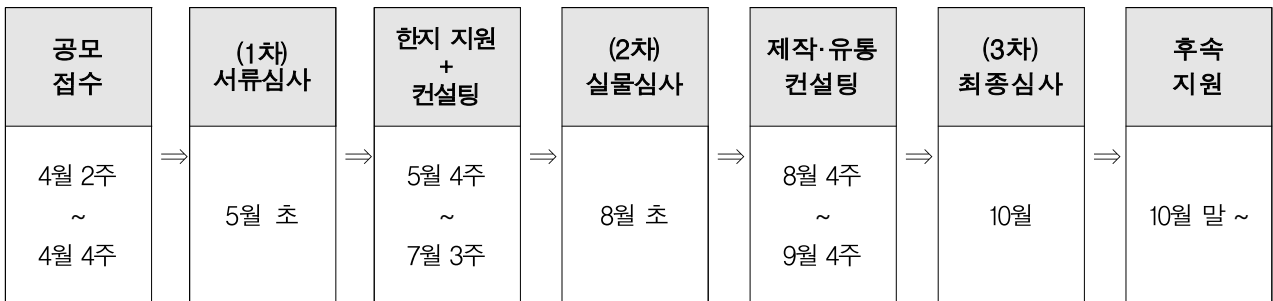 공모
접수
(1차)
서류심사
한지 지원
+
컨설팅
(2차)
실물심사
제작·유통
컨설팅
(3차)
최종심사
후속
지원
4월 2주
~
4월 4주
⇒
5월 초
⇒
5월 4주
~
7월 3주
⇒
8월 초
⇒
8월 4주
~
9월 4주
⇒
10월
⇒
10월 말 ~